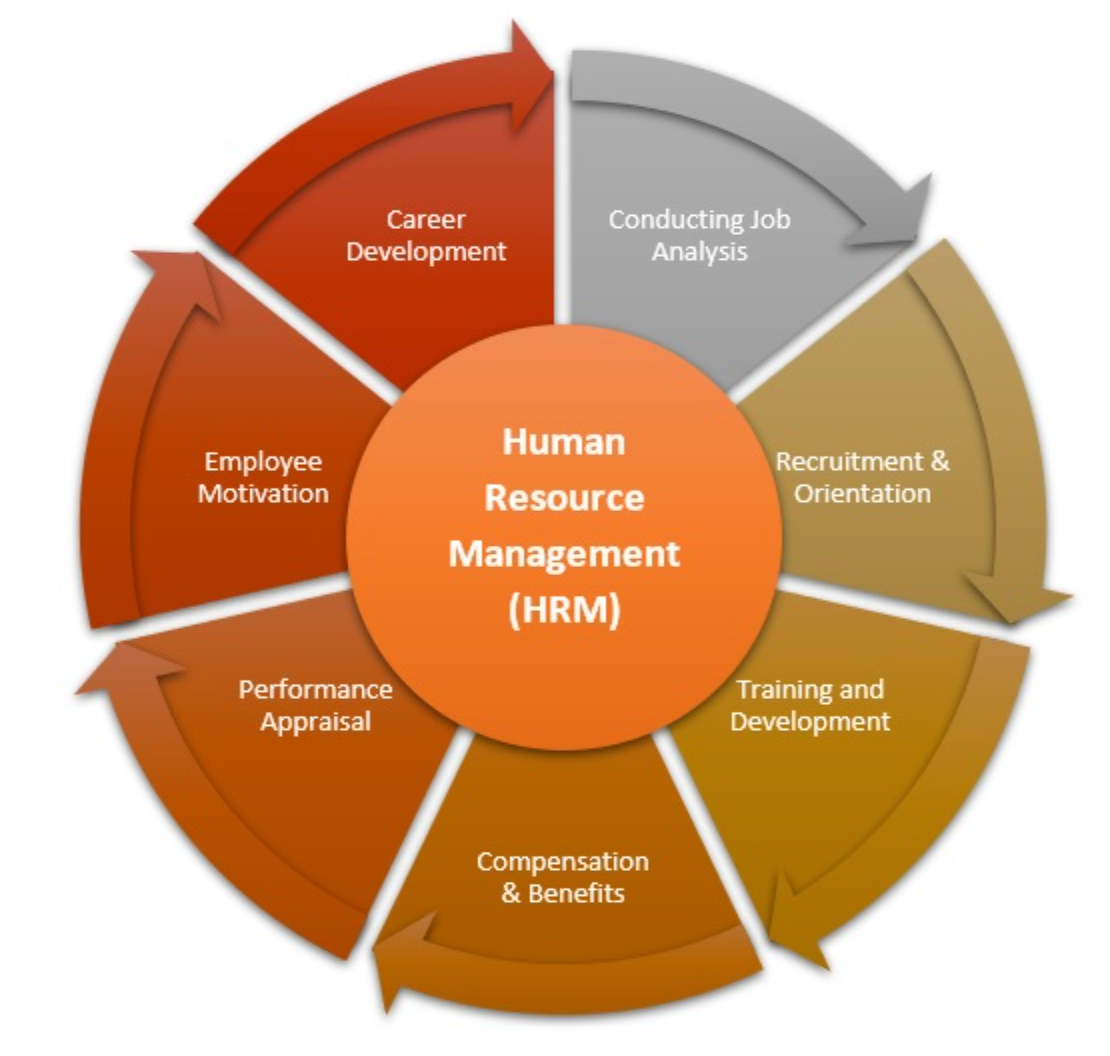 Career
Development
Conducting Job
Analysis
Employee
Motivation
Human
Resource
Management
(HRM)
Recruitment &
Orientation
Performance
Appraisal
Training and
Development
Compensation
& Benefits